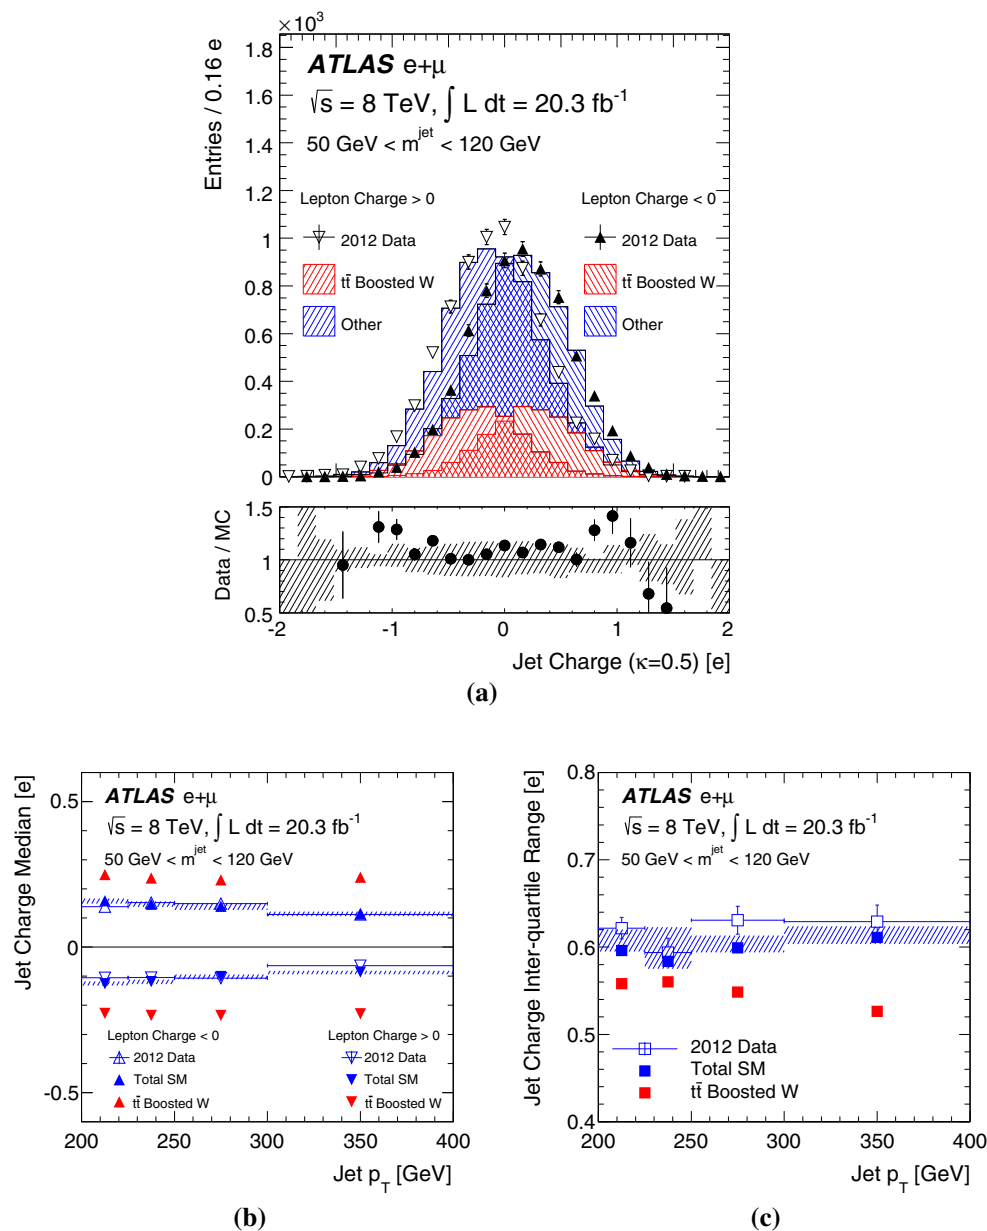 ×10³
Entries / 0.16 e
ATLAS e+μ
√s = 8 TeV, ∫ L dt = 20.3 fb⁻¹
50 GeV < m^jet < 120 GeV
Lepton Charge > 0
2012 Data
tt̄ Boosted W
Other
Lepton Charge < 0
2012 Data
tt̄ Boosted W
Other
1.8
1.6
1.4
1.2
1
0.8
0.6
0.4
0.2
0
Data / MC
1.5
1
0.5
-2 -1 0 1 2
Jet Charge (κ=0.5) [e]
(a)
Jet Charge Median [e]
0.5
0
-0.5
ATLAS e+μ
√s = 8 TeV, ∫ L dt = 20.3 fb⁻¹
50 GeV < m^jet < 120 GeV
Lepton Charge < 0
2012 Data
Total SM
tt̄ Boosted W
Lepton Charge > 0
2012 Data
Total SM
tt̄ Boosted W
200 250 300 350 400
Jet p_T [GeV]
(b)
Jet Charge Inter-quartile Range [e]
0.8
0.7
0.6
0.5
0.4
ATLAS e+μ
√s = 8 TeV, ∫ L dt = 20.3 fb⁻¹
50 GeV < m^jet < 120 GeV
2012 Data
Total SM
tt̄ Boosted W
200 250 300 350 400
Jet p_T [GeV]
(c)